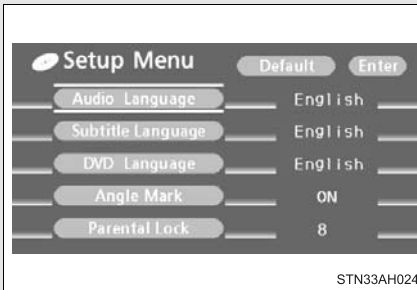 Setup Menu Default Enter
Audio Language English
Subtitle Language English
DVD Language English
Angle Mark ON
Parental Lock 8
STN33AH024